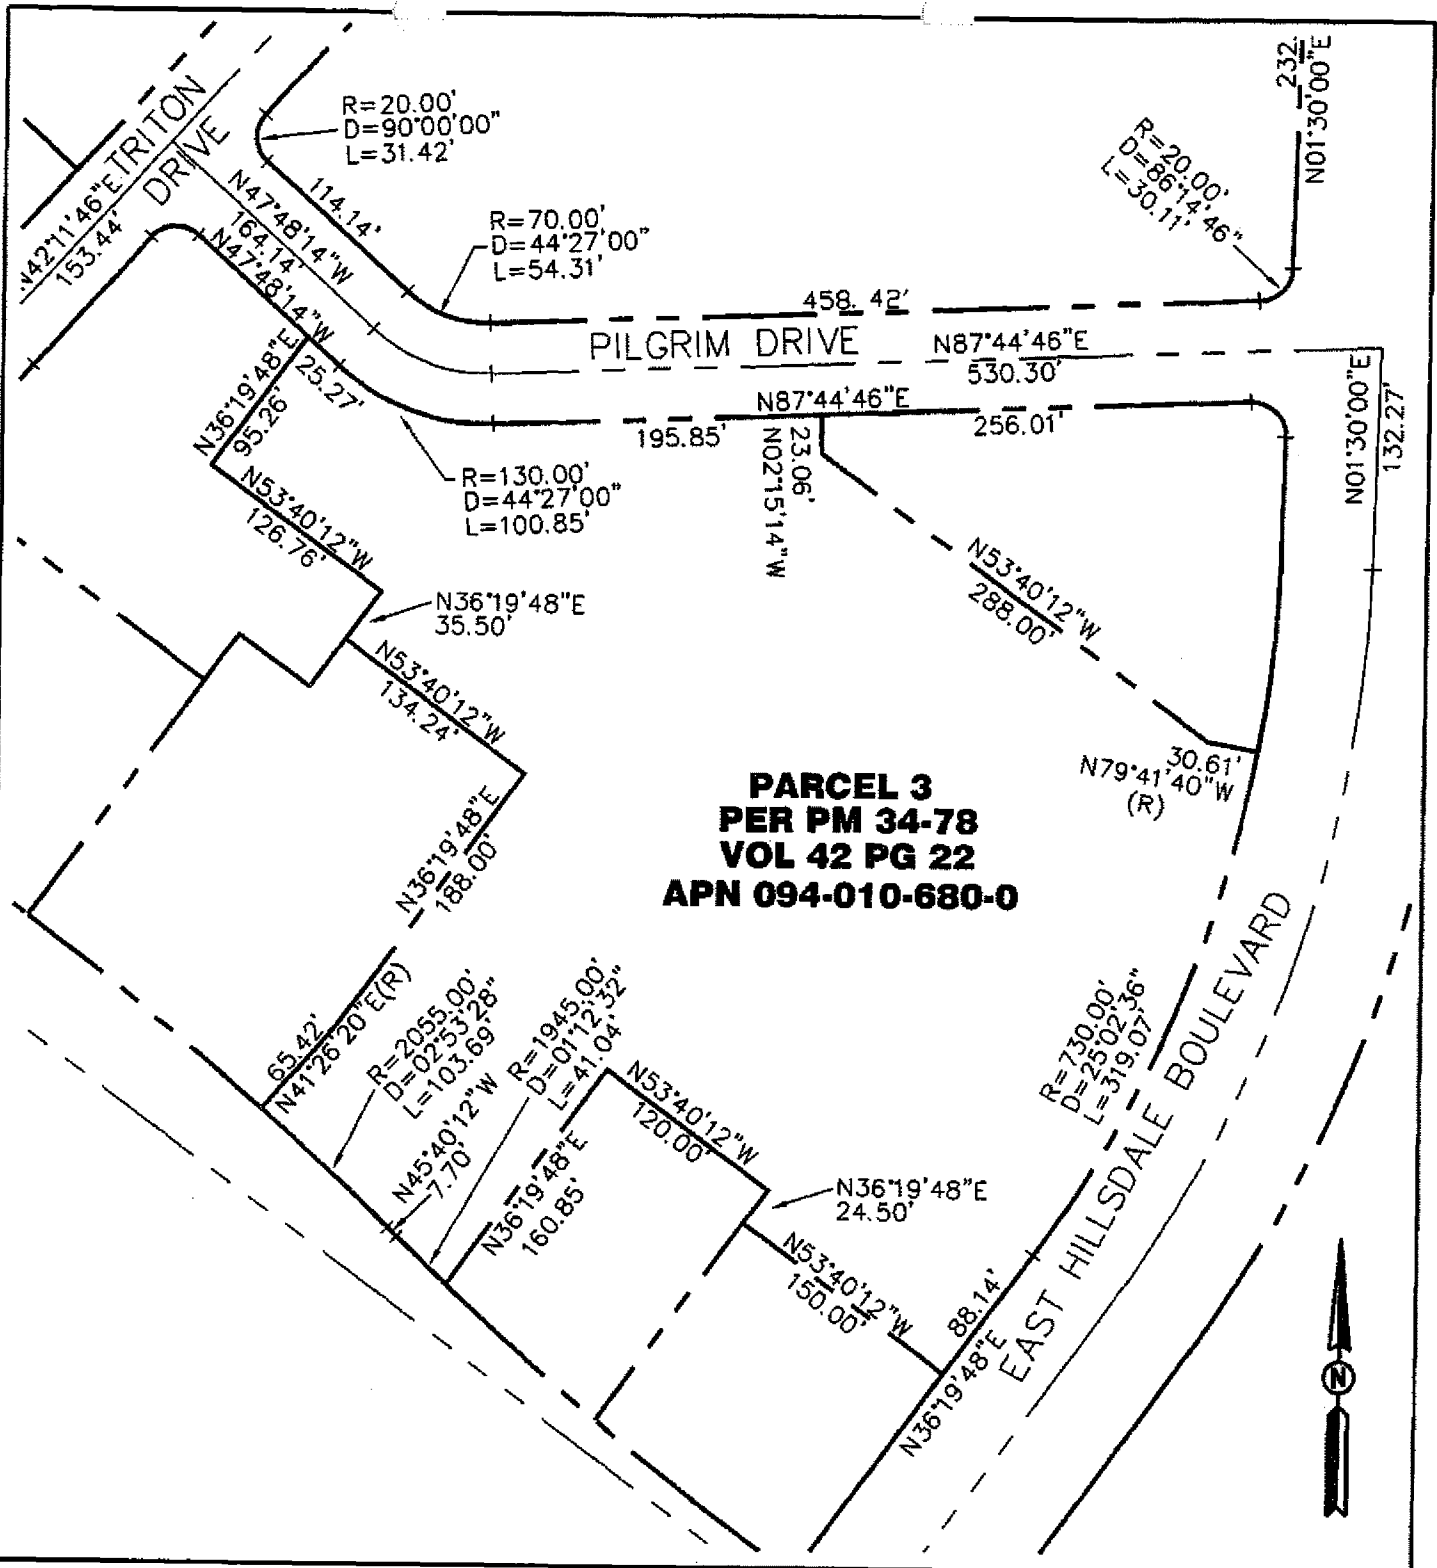 232.
N01°30'00"E
R=20.00'
D=90°00'00"
L=31.42'
TRITON
DRIVE
N42°11'46"E
153.44'
N47°48'14"W
164.14'
114.14'
N47°48'14"W
R=70.00'
D=44°27'00"
L=54.31'
R=20.00'
D=86°14'46"
L=30.11'
458.42'
PILGRIM DRIVE
N87°44'46"E
530.30'
N87°44'46"E
195.85'
256.01'
N01°30'00"E
132.27'
N36°19'48"E
95.26'
25.27'
23.06'
N02°15'14"W
R=130.00'
D=44°27'00"
L=100.85'
N53°40'12"W
126.76'
N53°40'12"W
288.00'
N36°19'48"E
35.50'
N53°40'12"W
134.24'
30.61'
N79°41'40"W
(R)
PARCEL 3
PER PM 34-78
VOL 42 PG 22
APN 094-010-680-0
N36°19'48"E
188.00'
65.42'
N41°26'20"E(R)
R=2055.00'
D=02°53'28"
L=103.69'
R=1945.00'
D=01°12'32"
L=41.04'
N45°40'12"W
7.70'
N36°19'48"E
160.85'
N53°40'12"W
120.00'
R=730.00'
D=25°02'36"
L=319.07'
EAST HILLSDALE BOULEVARD
N36°19'48"E
24.50'
N53°40'12"W
150.00'
88.14'
N36°19'48"E
N